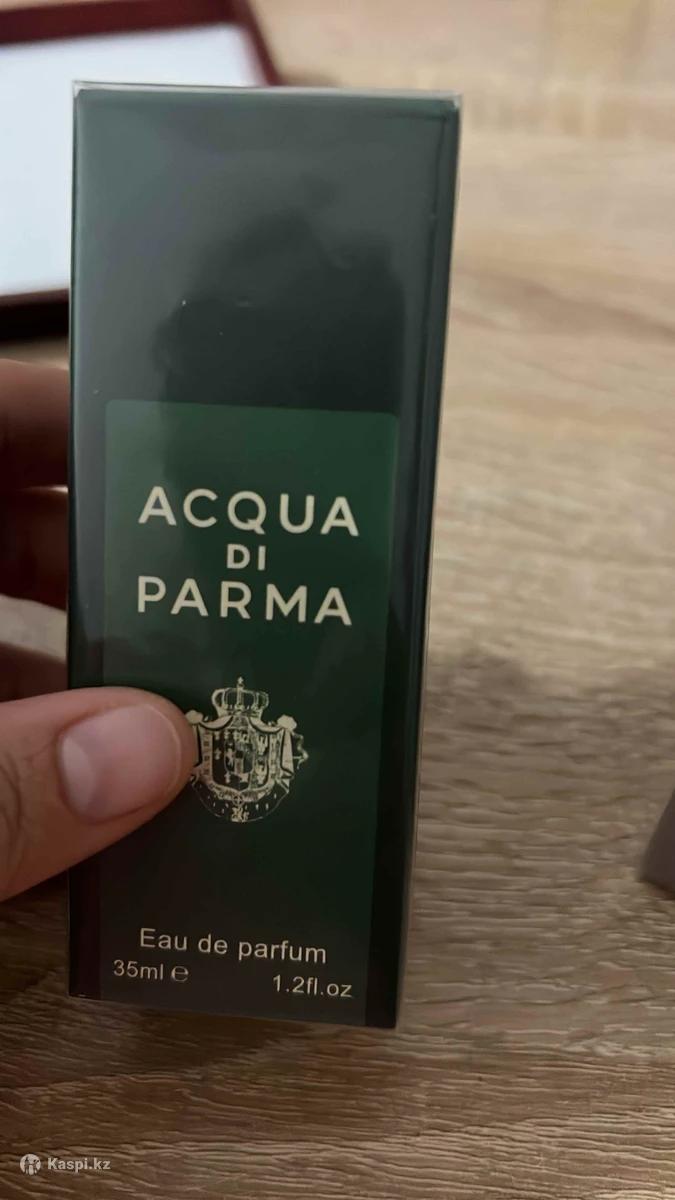 ACQUA
DI
PARMA
Eau de parfum
35ml ℮
1.2fl.oz
Kaspi.kz